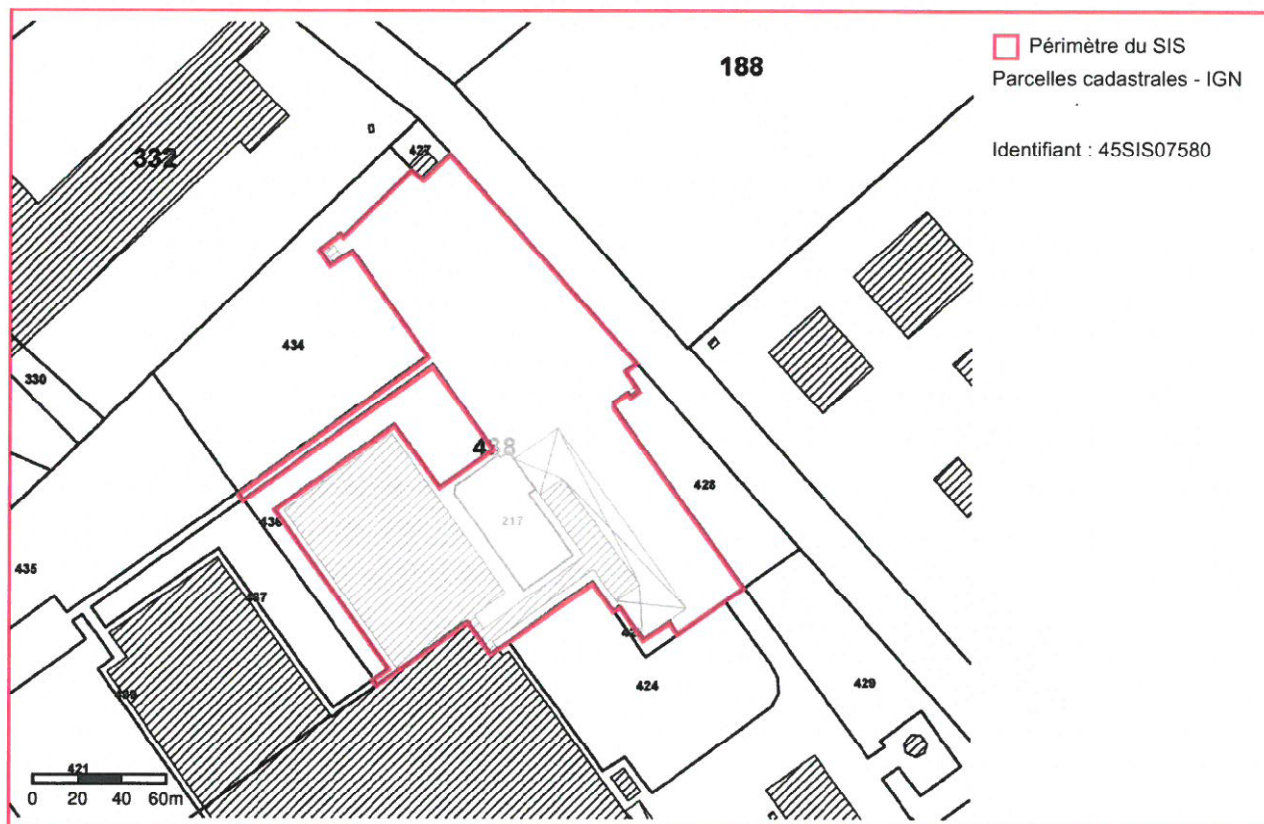 Périmètre du SIS
Parcelles cadastrales - IGN
Identifiant : 45SIS07580
188
332
427
434
330
428
217
435
424
429
421
0 20 40 60m